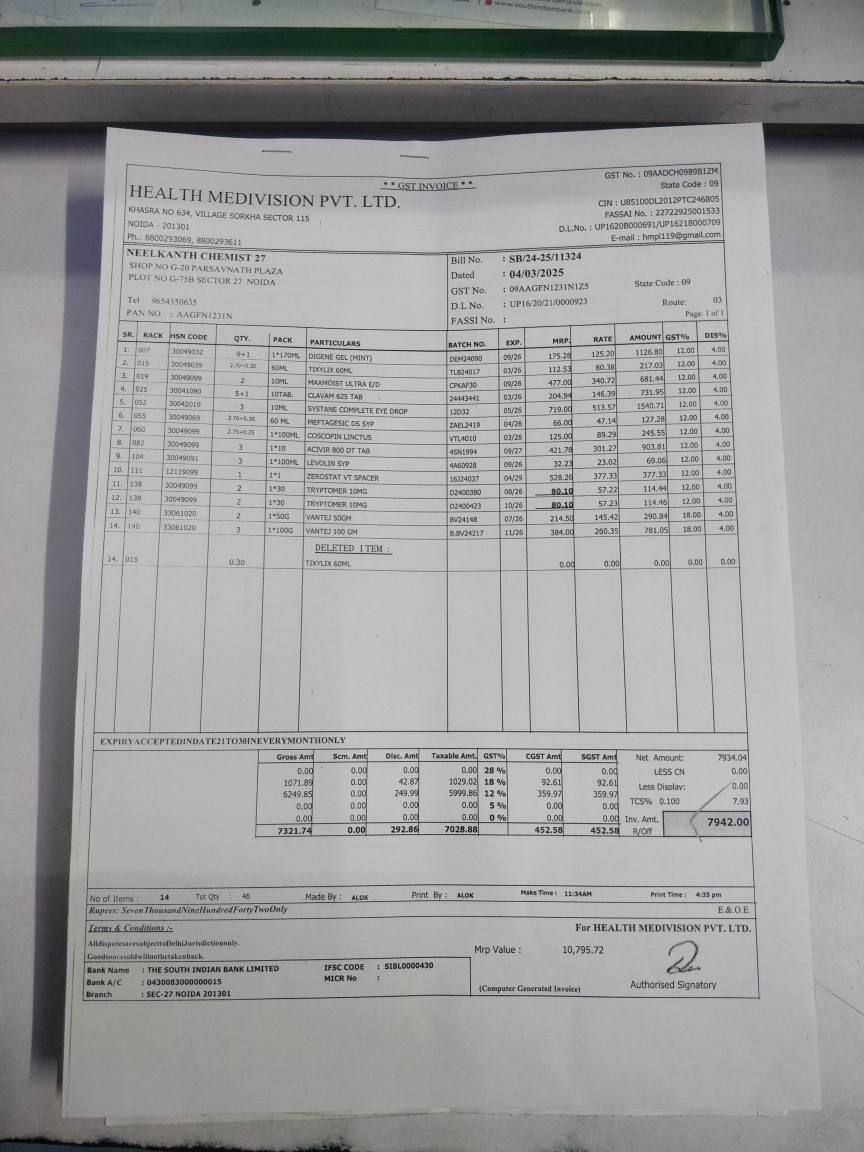 www.southindianbank.com
* * GST INVOICE * *
HEALTH MEDIVISION PVT. LTD.
KHASRA NO 634, VILLAGE SORKHA SECTOR 115
NOIDA - 201301
Ph.: 8800293069, 8800293611
GST No. : 09AADCH0989B1ZM
State Code : 09
CIN : U85100DL2012PTC246805
FASSAI No. : 22722925001533
D.L.No. : UP1620B000691/UP1621B000709
E-mail : hmpl119@gmail.com
NEELKANTH CHEMIST 27
SHOP NO G-20 PARSAVNATH PLAZA
PLOT NO G-75B SECTOR 27 NOIDA
Tel : 9654350635
PAN NO : AAGFN1231N
Bill No. : SB/24-25/11324
Dated : 04/03/2025
GST No. : 09AAGFN1231N1Z5 State Code : 09
D.L No. : UP16/20/21/0000923 Route: 03
FASSI No. : Page: 1 of 1
SR. RACK HSN CODE QTY. PACK PARTICULARS BATCH NO. EXP. MRP. RATE AMOUNT GST% DIS%
1. 007 30049032 9+1 1*170ML DIGENE GEL (MINT) DEM24090 09/26 175.28 125.20 1126.80 12.00 4.00
2. 015 30049039 2.70+0.30 60ML TIXYLIX 60ML TLB24017 03/26 112.53 80.38 217.03 12.00 4.00
3. 019 30049099 2 10ML MAXMOIST ULTRA E/D CPKAF30 09/26 477.00 340.72 681.44 12.00 4.00
4. 025 30041090 5+1 10TAB. CLAVAM 625 TAB 24443441 03/26 204.94 146.39 731.95 12.00 4.00
5. 052 30042019 3 10ML SYSTANE COMPLETE EYE DROP 12D32 05/26 719.00 513.57 1540.71 12.00 4.00
6. 055 30049069 2.70+0.30 60 ML MEFTAGESIC DS SYP ZAEL2419 04/26 66.00 47.14 127.28 12.00 4.00
7. 060 30049099 2.75+0.25 1*100ML COSCOPIN LINCTUS VTL4010 03/26 125.00 89.29 245.55 12.00 4.00
8. 082 30049099 3 1*10 ACIVIR 800 DT TAB 4SN1994 09/27 421.78 301.27 903.81 12.00 4.00
9. 104 30049091 3 1*100ML LEVOLIN SYP 4A60928 09/26 32.23 23.02 69.06 12.00 4.00
10. 111 12119099 1 1*1 ZEROSTAT VT SPACER 16J24037 04/29 528.26 377.33 377.33 12.00 4.00
11. 138 30049099 2 1*30 TRYPTOMER 10MG D2400380 08/26 80.10 57.22 114.44 12.00 4.00
12. 138 30049099 2 1*30 TRYPTOMER 10MG D2400423 10/26 80.10 57.23 114.46 12.00 4.00
13. 140 33061020 2 1*50G VANTEJ 50GM BV24148 07/26 214.50 145.42 290.84 18.00 4.00
14. 140 33061020 3 1*100G VANTEJ 100 GM B.BV24217 11/26 384.00 260.35 781.05 18.00 4.00
DELETED ITEM :
14. 015 0.30 TIXYLIX 60ML 0.00 0.00 0.00 0.00 0.00
EXPIRYACCEPTEDINDATE21TO30INEVERYMONTHONLY
Gross Amt Scm. Amt Disc. Amt Taxable Amt. GST% CGST Amt SGST Amt
0.00 0.00 0.00 0.00 28 % 0.00 0.00
1071.89 0.00 42.87 1029.02 18 % 92.61 92.61
6249.85 0.00 249.99 5999.86 12 % 359.97 359.97
0.00 0.00 0.00 0.00 5 % 0.00 0.00
0.00 0.00 0.00 0.00 0 % 0.00 0.00
7321.74 0.00 292.86 7028.88 452.58 452.58
Net Amount: 7934.04
LESS CN 0.00
Less Display: 0.00
TCS% 0.100 7.93
Inv. Amt. 7942.00
R/Off
No of Items : 14 Tot Qty : 46 Made By : ALOK . Print By : ALOK Make Time : 11:34AM Print Time : 4:35 pm
Rupees: SevenThousandNineHundredFortyTwoOnly E.&O.E.
Terms & Conditions :-
AlldisputesaresubjecttoDelhiJurisdictiononly.
Goodsoncesoldwillnotbetakenback.
Bank Name : THE SOUTH INDIAN BANK LIMITED IFSC CODE : SIBL0000430
Bank A/C : 0430083000000015 MICR No :
Branch : SEC-27 NOIDA 201301
For HEALTH MEDIVISION PVT. LTD.
Mrp Value : 10,795.72
(Computer Generated Invoice) Authorised Signatory